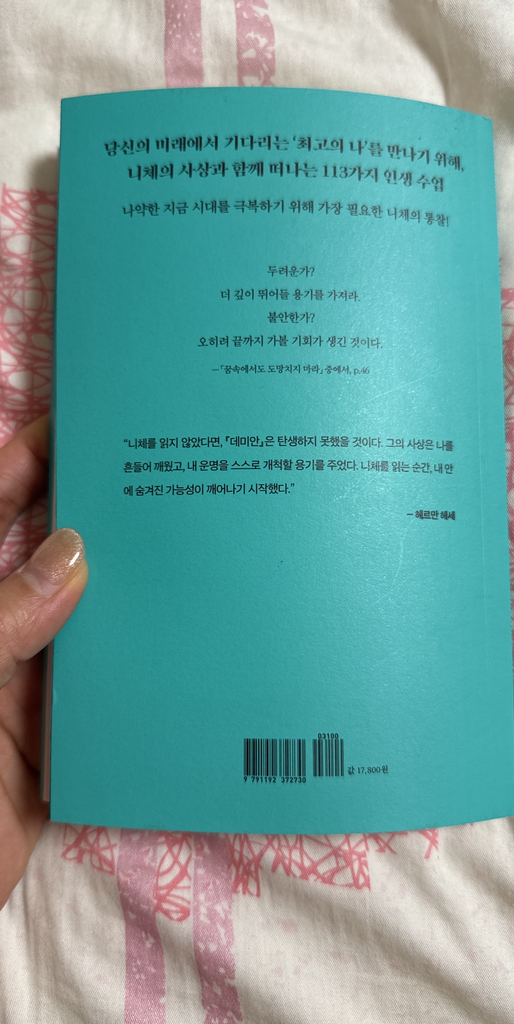 당신의 미래에서 기다리는 ‘최고의 나’를 만나기 위해,
니체의 사상과 함께 떠나는 113가지 인생 수업
나약한 지금 시대를 극복하기 위해 가장 필요한 니체의 통찰!
두려운가?
더 깊이 뛰어들 용기를 가져라.
불안한가?
오히려 끝까지 가볼 기회가 생긴 것이다.
—「꿈속에서도 도망치지 마라」 중에서, p.46
“니체를 읽지 않았다면, 『데미안』은 탄생하지 못했을 것이다. 그의 사상은 나를
흔들어 깨웠고, 내 운명을 스스로 개척할 용기를 주었다. 니체를 읽는 순간, 내 안
에 숨겨진 가능성이 깨어나기 시작했다.”
— 헤르만 헤세
03100
값 17,800원
9 791192 372730